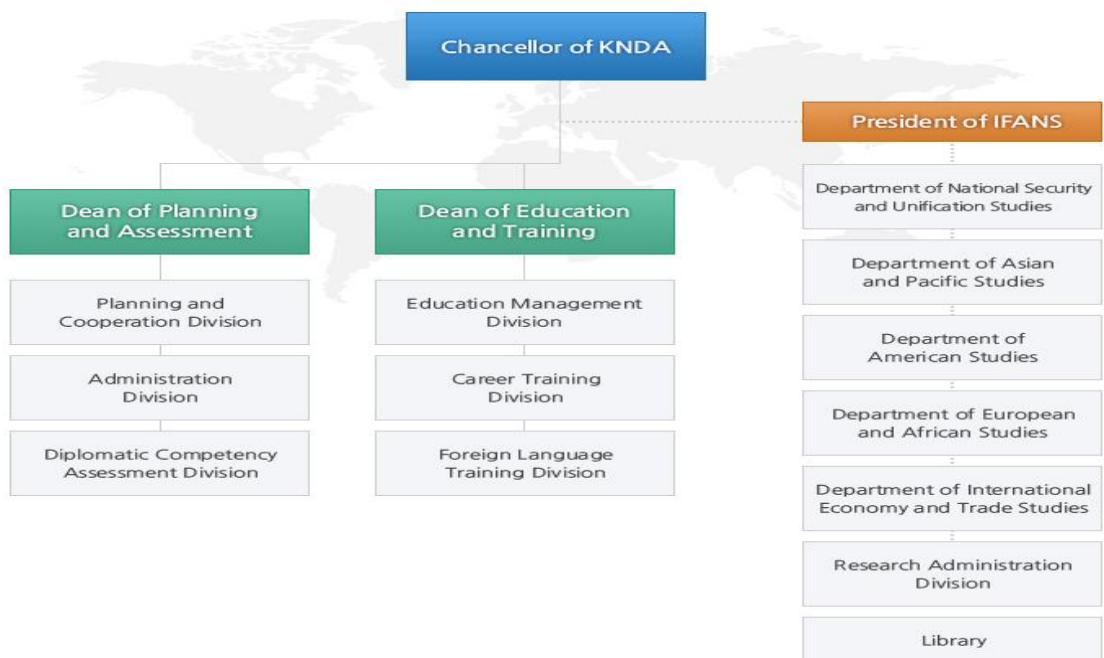 Chancellor of KNDA
President of IFANS
Dean of Planning
and Assessment
Planning and
Cooperation Division
Administration
Division
Diplomatic Competency
Assessment Division
Dean of Education
and Training
Education Management
Division
Career Training
Division
Foreign Language
Training Division
Department of National Security
and Unification Studies
Department of Asian
and Pacific Studies
Department of
American Studies
Department of European
and African Studies
Department of International
Economy and Trade Studies
Research Administration
Division
Library